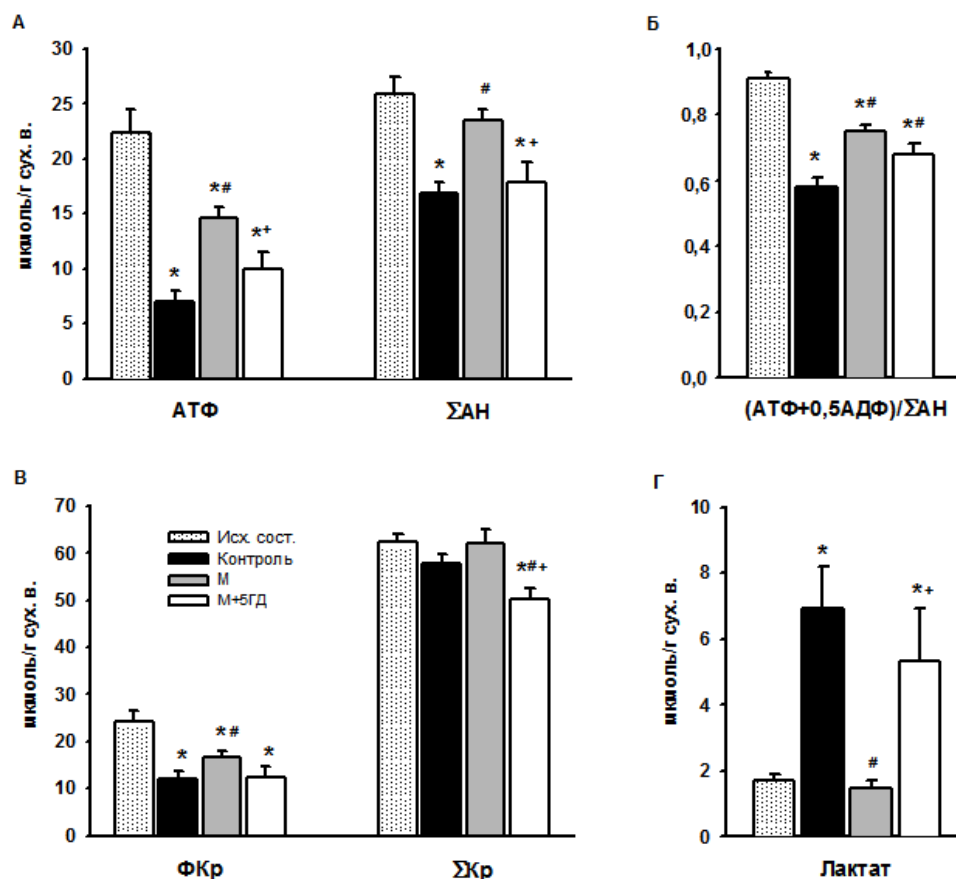 А
мкмоль/г сух. в.
30
25
20
15
10
5
0
*
*#
*+
*
#
*+
АТФ
ΣАН
Б
1,0
0,8
0,6
0,4
0,2
0,0
*
*#
*#
(АТФ+0,5АДФ)/ΣАН
В
мкмоль/г сух. в.
70
60
50
40
30
20
10
0
Исх. сост.
Контроль
М
М+5ГД
*
*#
*
*#+
ФКр
ΣКр
Г
мкмоль/г сух. в.
10
8
6
4
2
0
*
#
*+
Лактат